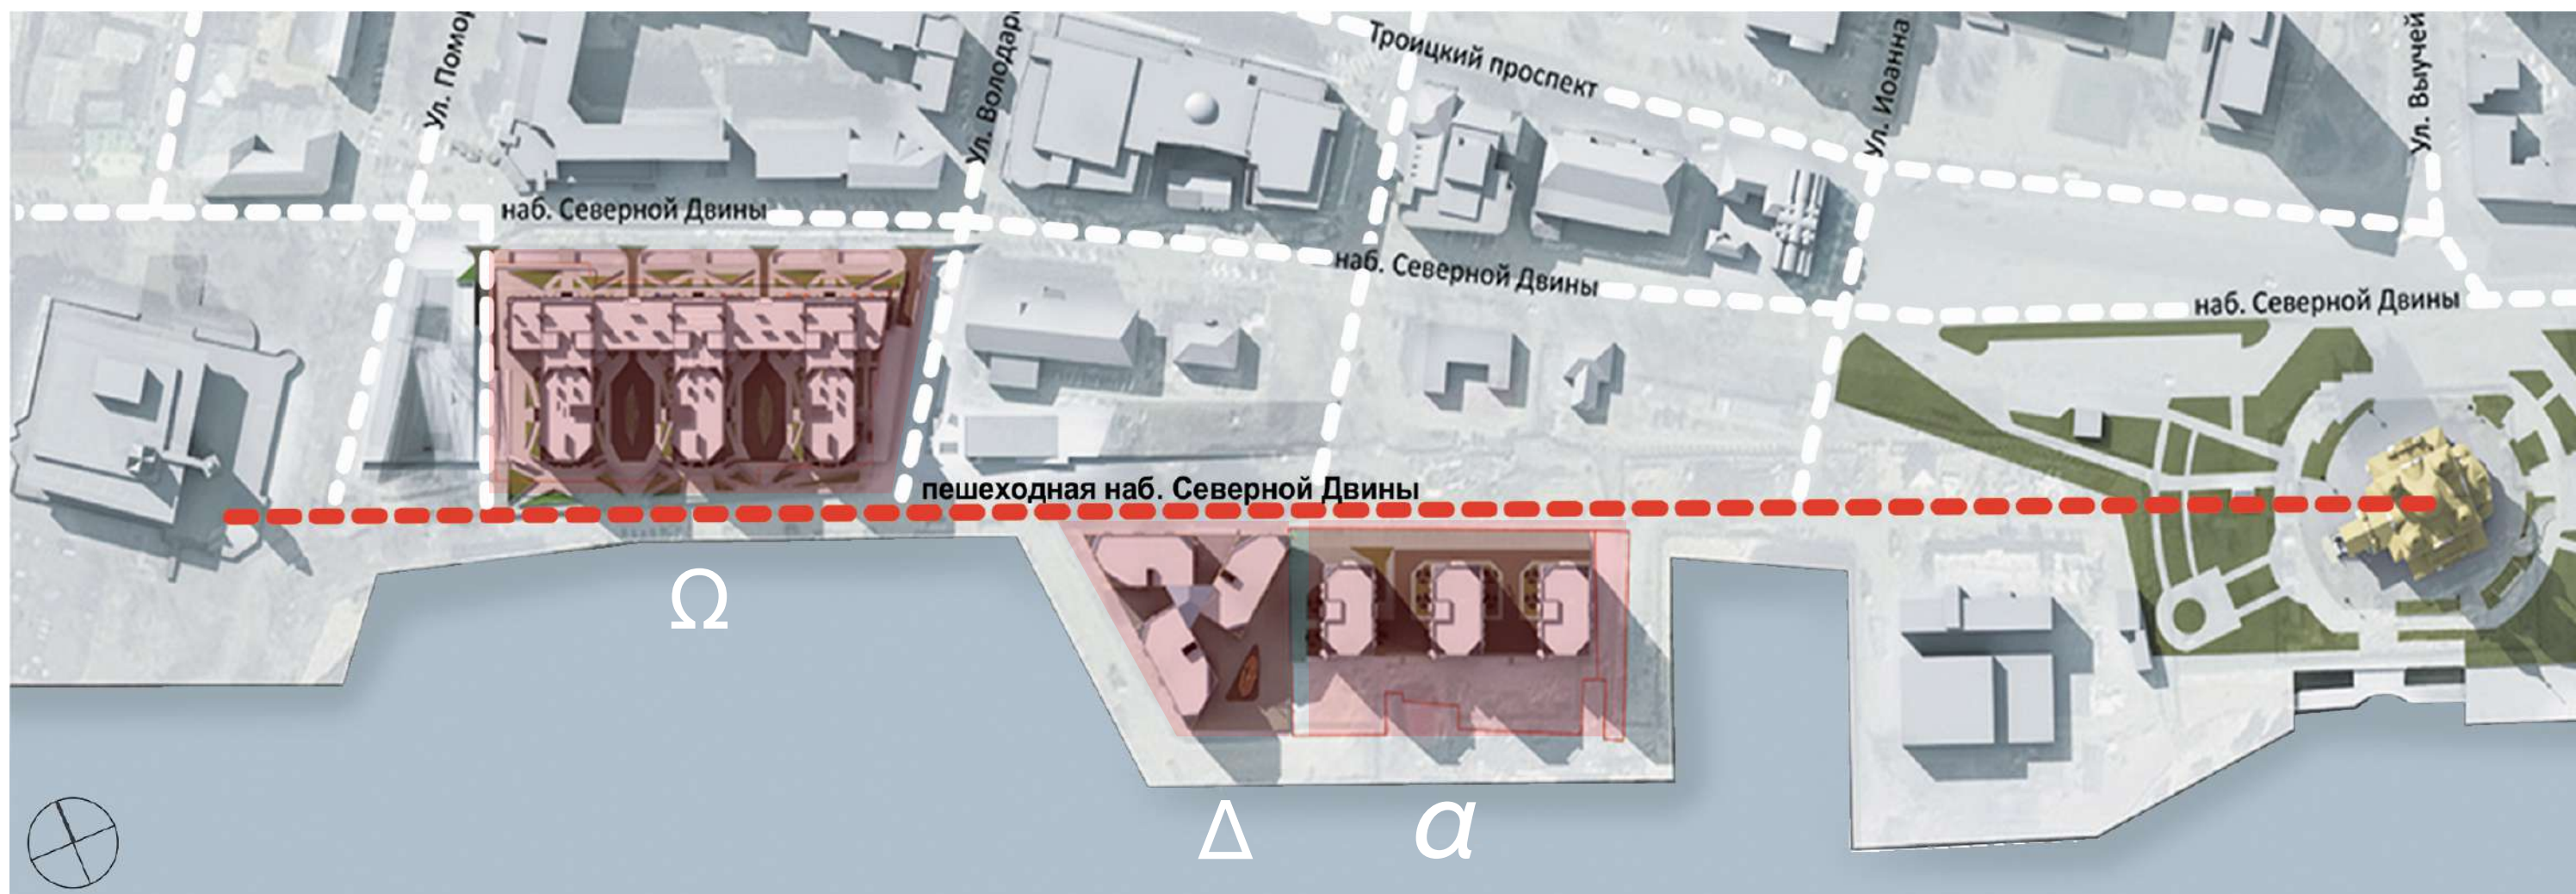 Ул. Помор
Ул. Володар
Троицкий проспект
Ул. Иоанна
Ул. Выучей
наб. Северной Двины
наб. Северной Двины
наб. Северной Двины
пешеходная наб. Северной Двины
Ω
Δ
α